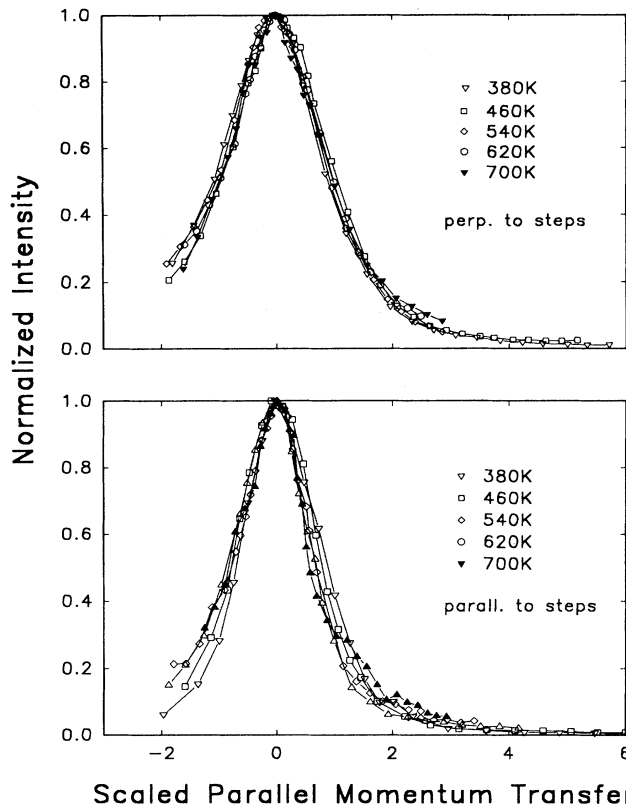 Normalized Intensity
1.0
0.8
0.6
0.4
0.2
0.0
380K
460K
540K
620K
700K
perp. to steps
1.0
0.8
0.6
0.4
0.2
0.0
380K
460K
540K
620K
700K
parall. to steps
−2
0
2
4
6
Scaled Parallel Momentum Transfe